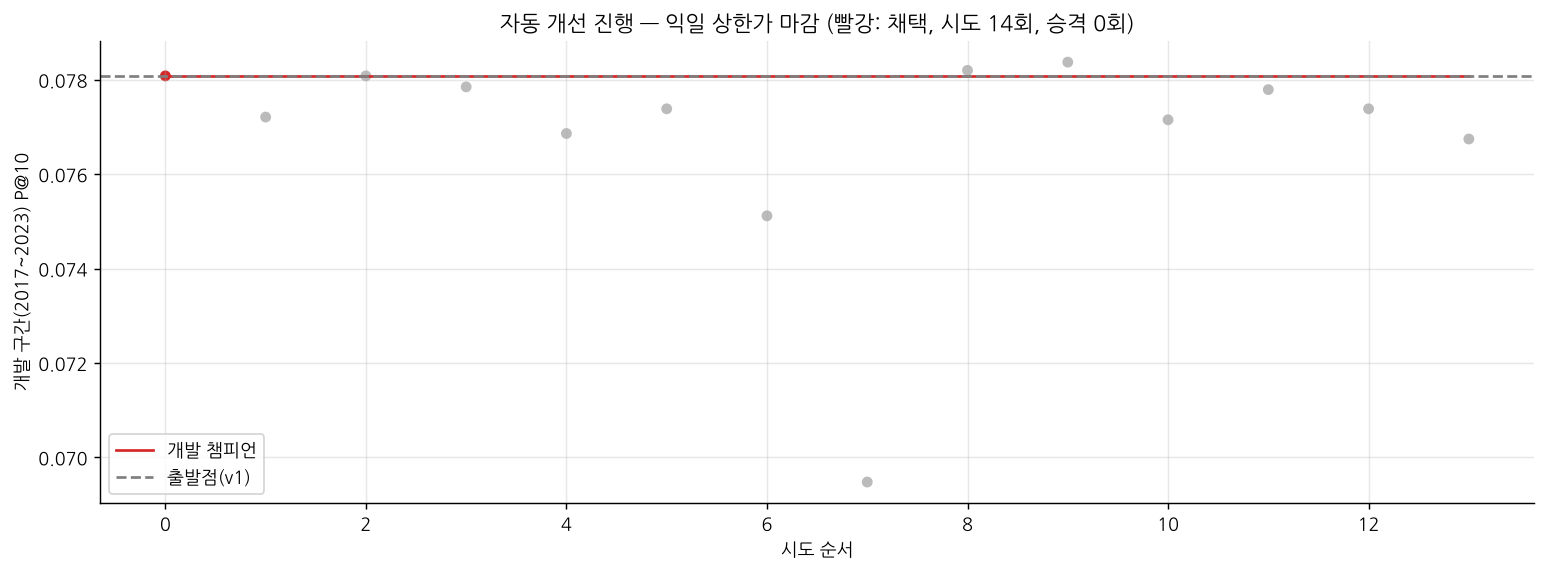 자동 개선 진행 — 익일 상한가 마감 (빨강: 채택, 시도 14회, 승격 0회)
개발 구간(2017~2023) P@10
0.078
0.076
0.074
0.072
0.070
개발 챔피언
출발점(v1)
0 2 4 6 8 10 12
시도 순서